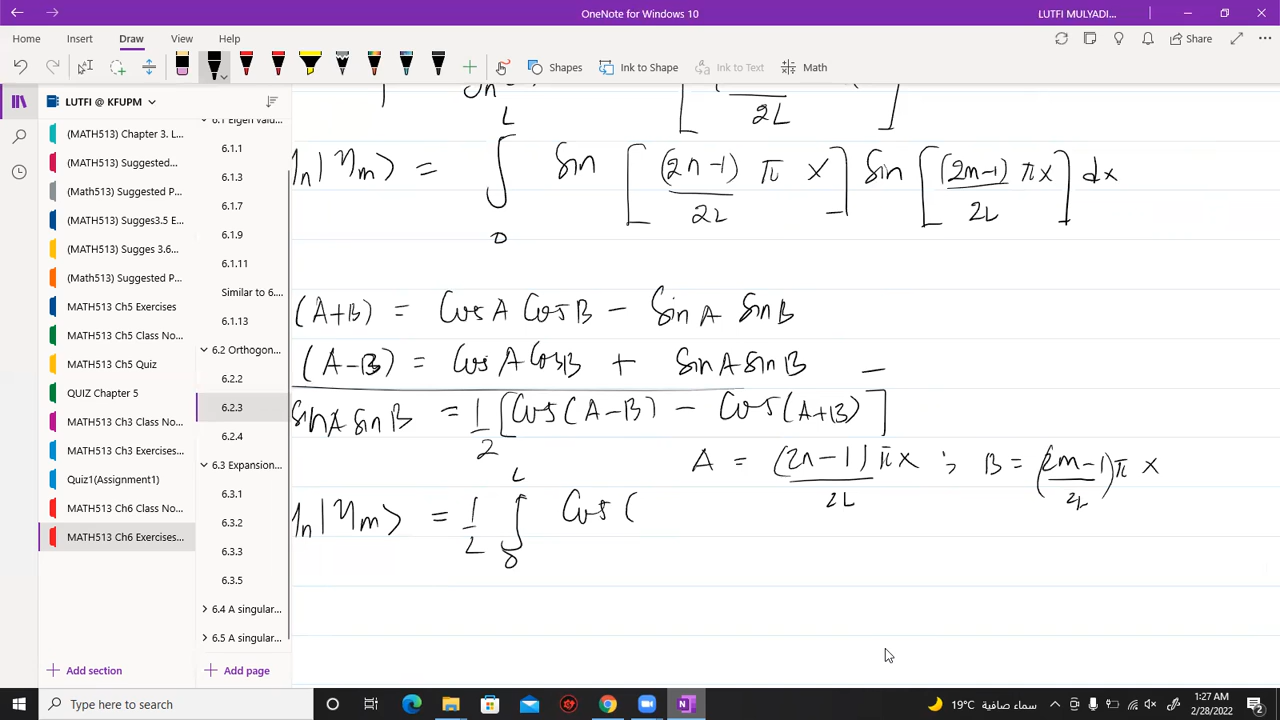 OneNote for Windows 10
LUTFI MULYADI...
Home Insert Draw View Help
Share
Shapes Ink to Shape Ink to Text Math
LUTFI @ KFUPM
(MATH513) Chapter 3. L...
(MATH513) Suggested...
(Math513) Suggested P...
(MATH513) Sugges3.5 E...
(MATH513) Sugges 3.6...
(Math513) Suggested P...
MATH513 Ch5 Exercises
MATH513 Ch5 Class No...
MATH513 Ch5 Quiz
QUIZ Chapter 5
MATH513 Ch3 Class No...
MATH513 Ch3 Exercises...
Quiz1(Assignment1)
MATH513 Ch6 Class No...
MATH513 Ch6 Exercises...
Add section
6.1 Eigen valu...
6.1.1
6.1.3
6.1.7
6.1.9
6.1.11
Similar to 6....
6.1.13
6.2 Orthogon...
6.2.2
6.2.3
6.2.4
6.3 Expansion...
6.3.1
6.3.2
6.3.3
6.3.5
6.4 A singular...
6.5 A singular...
Add page
2L
|η_m⟩ = ∫_0^L sin [(2n-1)/2L π x] sin [(2m-1)πx/2L] dx
(A+B) = Cos A Cos B - sin A sin B
(A-B) = Cos A Cos B + sin A sin B -
sin A sin B = 1/2 [Cos(A-B) - Cos(A+B)]
A = (2n-1)πx/2L ; B = (2m-1)/2L π x
|η_m⟩ = 1/2 ∫_0^L Cos (
Type here to search
19°C سماء صافية
1:27 AM
2/28/2022